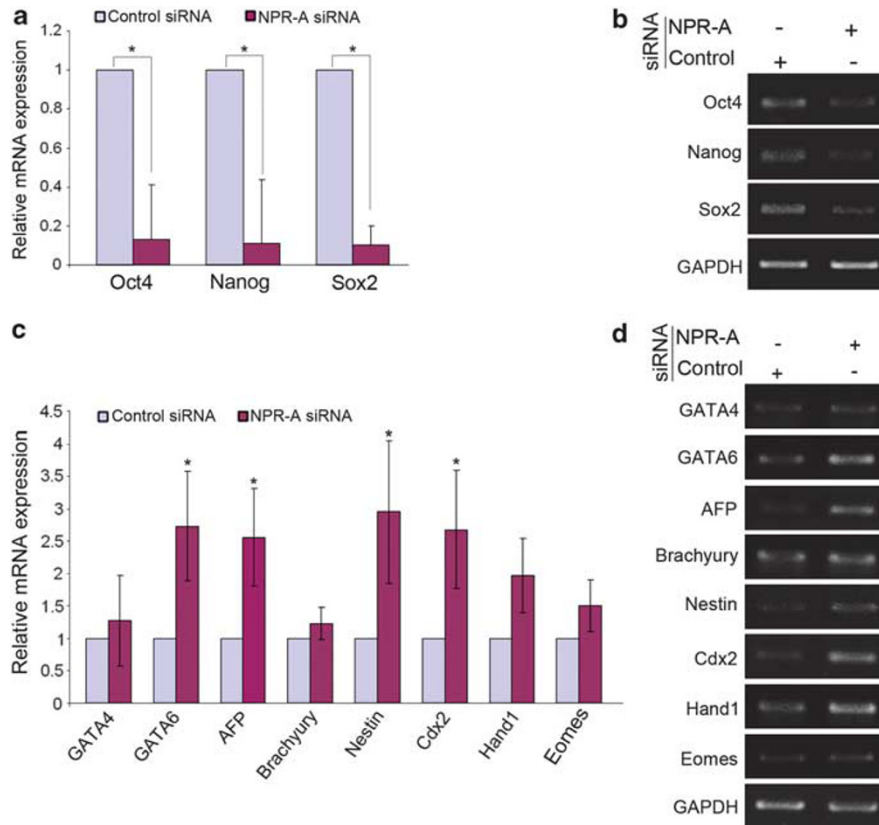 a
Control siRNA NPR-A siRNA
Relative mRNA expression
1.2
1
0.8
0.6
0.4
0.2
0
* * *
Oct4 Nanog Sox2
b
siRNA
NPR-A - +
Control + -
Oct4
Nanog
Sox2
GAPDH
c
Control siRNA NPR-A siRNA
Relative mRNA expression
4.5
4
3.5
3
2.5
2
1.5
1
0.5
0
* * * *
GATA4 GATA6 AFP Brachyury Nestin Cdx2 Hand1 Eomes
d
siRNA
NPR-A - +
Control + -
GATA4
GATA6
AFP
Brachyury
Nestin
Cdx2
Hand1
Eomes
GAPDH